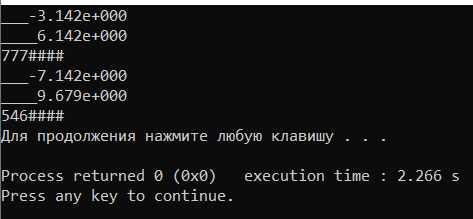 ___-3.142e+000
____6.142e+000
777####
___-7.142e+000
____9.679e+000
546####
Для продолжения нажмите любую клавишу . . .
Process returned 0 (0x0)   execution time : 2.266 s
Press any key to continue.